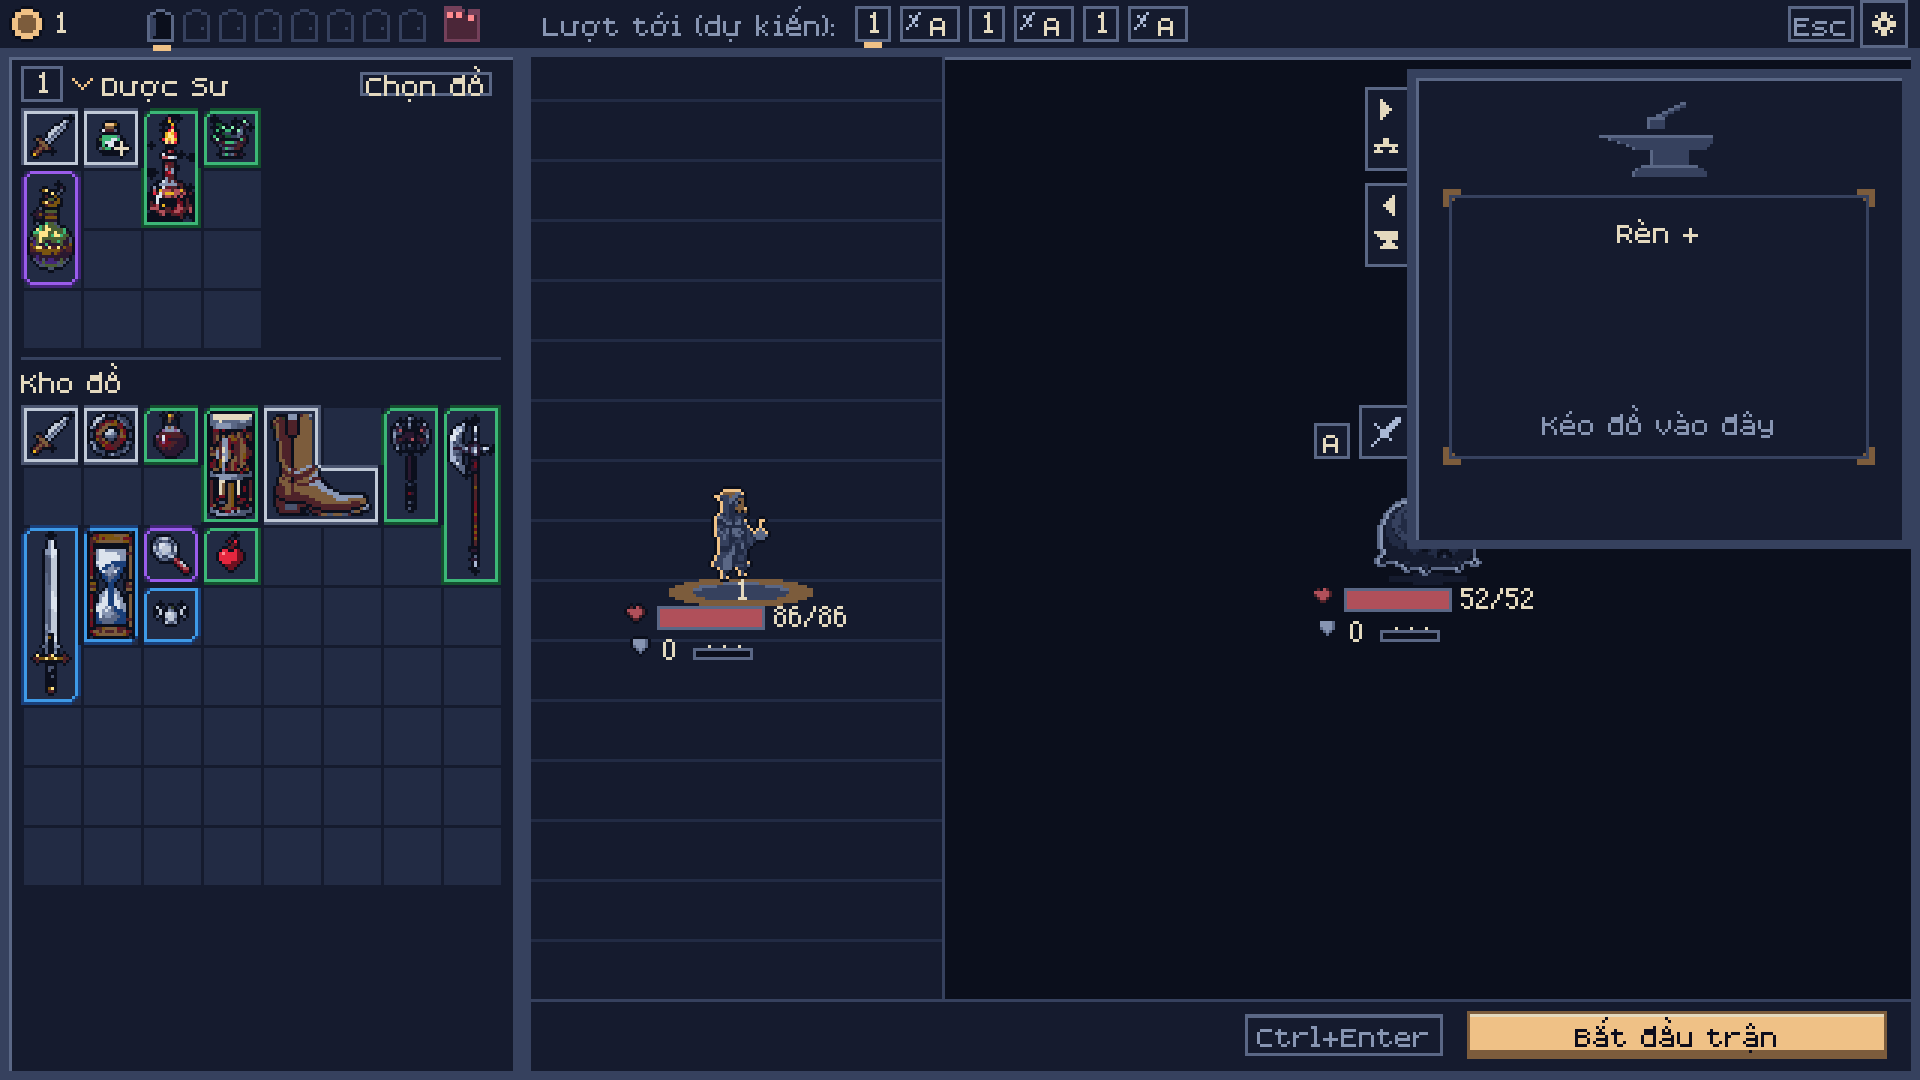 1
Lượt tới (dự kiến): 1 A 1 A 1 A
Esc
1 Dược Sư
Chọn đồ
Kho đồ
Rèn +
Kéo đồ vào đây
A
1
86/86
0
52/52
0
Ctrl+Enter
Bắt đầu trận